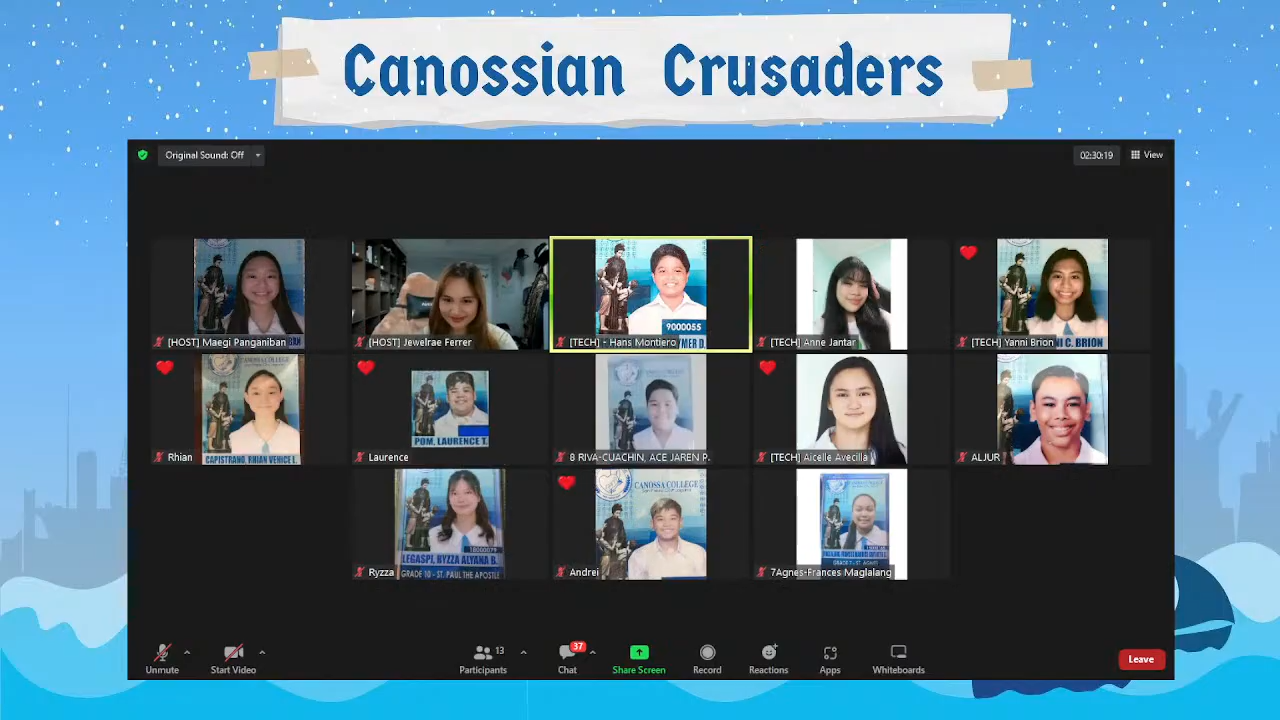 Canossian Crusaders
Original Sound: Off
02:30:19
View
[HOST] Maegi Panganiban
[HOST] Jewelrae Ferrer
9000055
[TECH] - Hans Montiero
[TECH] Anne Jantar
[TECH] Yanni Brion
NI C. BRION
Rhian
CAPISTRANO, RHIAN VENICE L.
POM, LAURENCE T.
Laurence
8 RIVA-CUACHIN, ACE JAREN P.
[TECH] Aicelle Avecilla
ALJUR
LEGASPI, RYZZA ALYANA B.
GRADE 10 - ST. PAUL THE APOSTLE
Ryzza
CANOSSA COLLEGE
Andrei
7Agnes-Frances Maglalang
Unmute
Start Video
13
Participants
37
Chat
Share Screen
Record
Reactions
Apps
Whiteboards
Leave